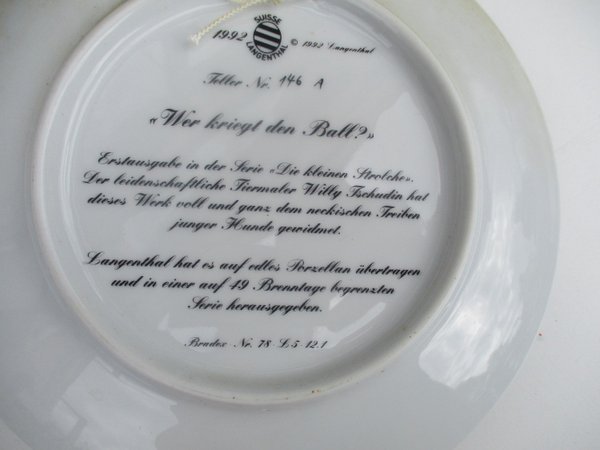 SUISSE
LANGENTHAL
1992
© 1992 Langenthal
Teller Nr. 146 A
«Wer kriegt den Ball?»
Erstausgabe in der Serie «Die kleinen Strolche».
Der leidenschaftliche Tiermaler Willy Tschudin hat
dieses Werk voll und ganz dem neckischen Treiben
junger Hunde gewidmet.
Langenthal hat es auf edles Porzellan übertragen
und in einer auf 49 Brenntage begrenzten
Serie herausgegeben.
Bradex-Nr. 78-L5-12.1